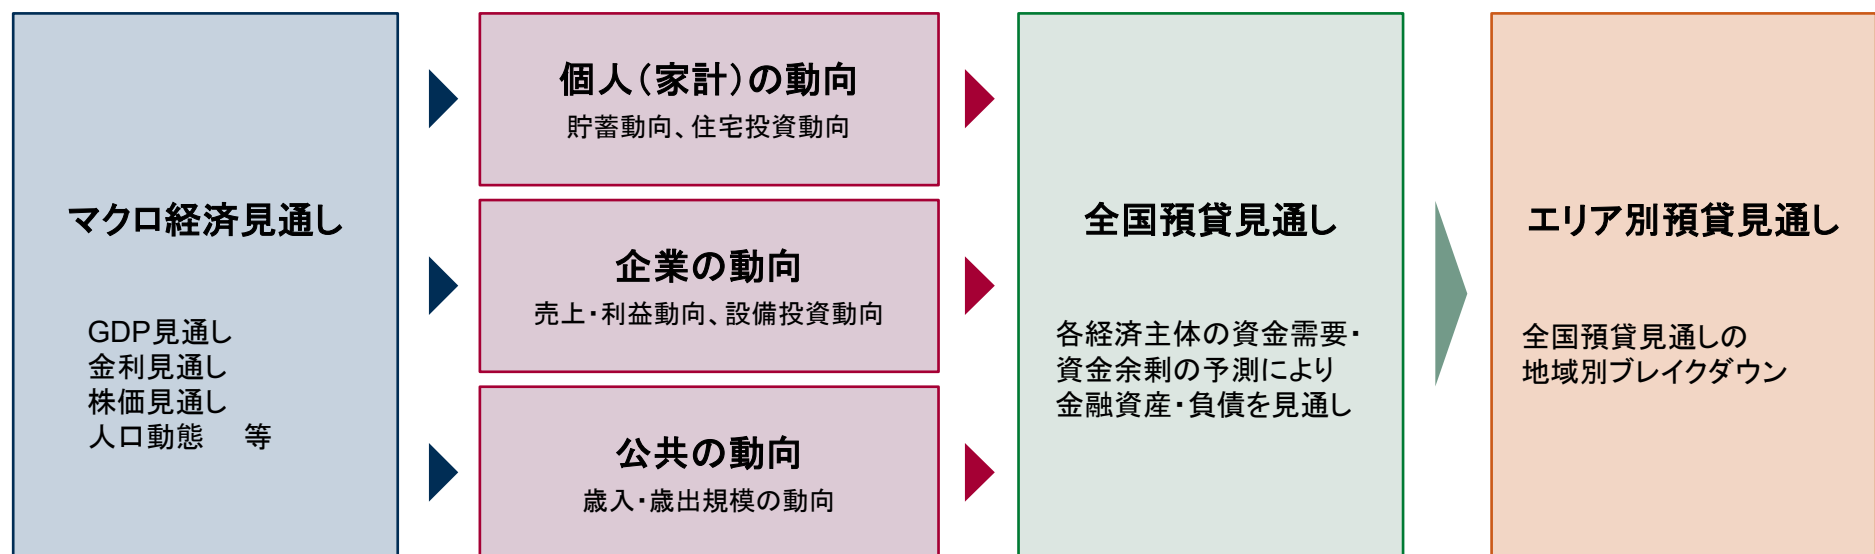 マクロ経済見通し
GDP見通し
金利見通し
株価見通し
人口動態　等
個人（家計）の動向
貯蓄動向、住宅投資動向
企業の動向
売上・利益動向、設備投資動向
公共の動向
歳入・歳出規模の動向
全国預貸見通し
各経済主体の資金需要・
資金余剰の予測により
金融資産・負債を見通し
エリア別預貸見通し
全国預貸見通しの
地域別ブレイクダウン